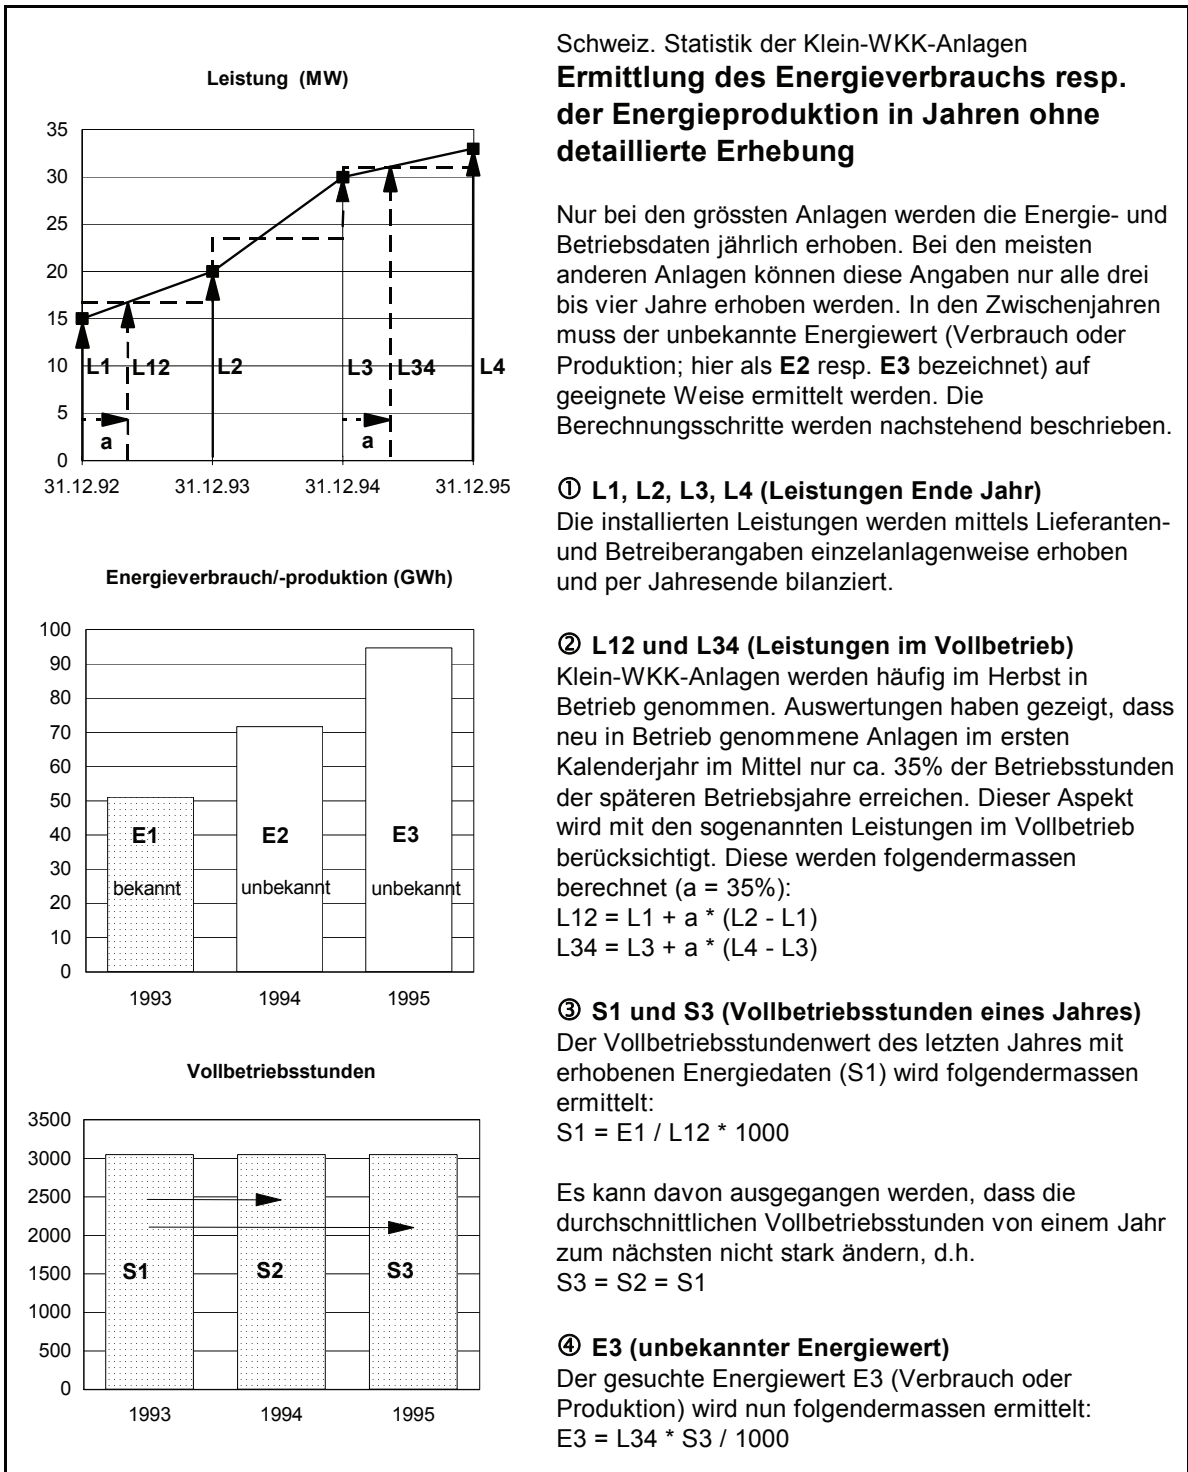 Schweiz. Statistik der Klein-WKK-Anlagen
Ermittlung des Energieverbrauchs resp.
der Energieproduktion in Jahren ohne
detaillierte Erhebung
Nur bei den grössten Anlagen werden die Energie- und
Betriebsdaten jährlich erhoben. Bei den meisten
anderen Anlagen können diese Angaben nur alle drei
bis vier Jahre erhoben werden. In den Zwischenjahren
muss der unbekannte Energiewert (Verbrauch oder
Produktion; hier als E2 resp. E3 bezeichnet) auf
geeignete Weise ermittelt werden. Die
Berechnungsschritte werden nachstehend beschrieben.
① L1, L2, L3, L4 (Leistungen Ende Jahr)
Die installierten Leistungen werden mittels Lieferanten-
und Betreiberangaben einzelanlagenweise erhoben
und per Jahresende bilanziert.
② L12 und L34 (Leistungen im Vollbetrieb)
Klein-WKK-Anlagen werden häufig im Herbst in
Betrieb genommen. Auswertungen haben gezeigt, dass
neu in Betrieb genommene Anlagen im ersten
Kalenderjahr im Mittel nur ca. 35% der Betriebsstunden
der späteren Betriebsjahre erreichen. Dieser Aspekt
wird mit den sogenannten Leistungen im Vollbetrieb
berücksichtigt. Diese werden folgendermassen
berechnet (a = 35%):
L12 = L1 + a * (L2 - L1)
L34 = L3 + a * (L4 - L3)
③ S1 und S3 (Vollbetriebsstunden eines Jahres)
Der Vollbetriebsstundenwert des letzten Jahres mit
erhobenen Energiedaten (S1) wird folgendermassen
ermittelt:
S1 = E1 / L12 * 1000
Es kann davon ausgegangen werden, dass die
durchschnittlichen Vollbetriebsstunden von einem Jahr
zum nächsten nicht stark ändern, d.h.
S3 = S2 = S1
④ E3 (unbekannter Energiewert)
Der gesuchte Energiewert E3 (Verbrauch oder
Produktion) wird nun folgendermassen ermittelt:
E3 = L34 * S3 / 1000
Leistung (MW)
35
30
25
20
15
10
5
0
L1 L12 L2 L3 L34 L4
a a
31.12.92 31.12.93 31.12.94 31.12.95
Energieverbrauch/-produktion (GWh)
100
90
80
70
60
50
40
30
20
10
0
E1 E2 E3
bekannt unbekannt unbekannt
1993 1994 1995
Vollbetriebsstunden
3500
3000
2500
2000
1500
1000
500
0
S1 S2 S3
1993 1994 1995